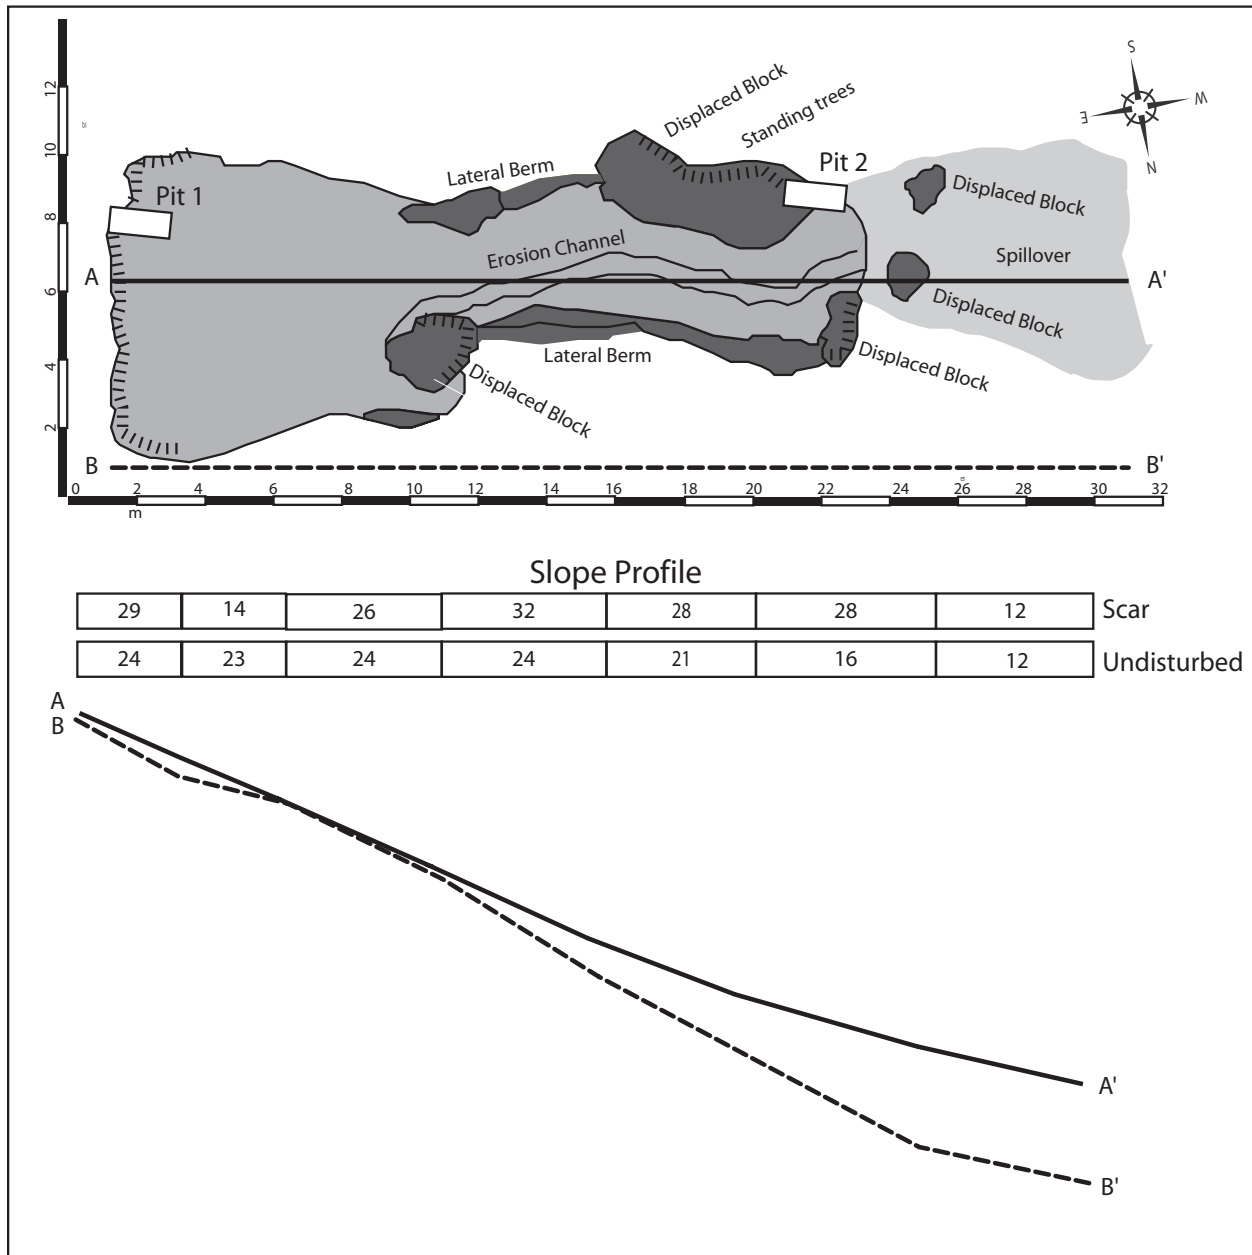 S
W
E
N
12
10
8
6
4
2
Displaced Block
Standing trees
Pit 2
Lateral Berm
Pit 1
Displaced Block
Erosion Channel
Spillover
A
A'
Displaced Block
Lateral Berm
Displaced Block
Displaced Block
B
B'
0 2 4 6 8 10 12 14 16 18 20 22 24 26 28 30 32
m
Slope Profile
29 14 26 32 28 28 12 Scar
24 23 24 24 21 16 12 Undisturbed
A
B
A'
B'